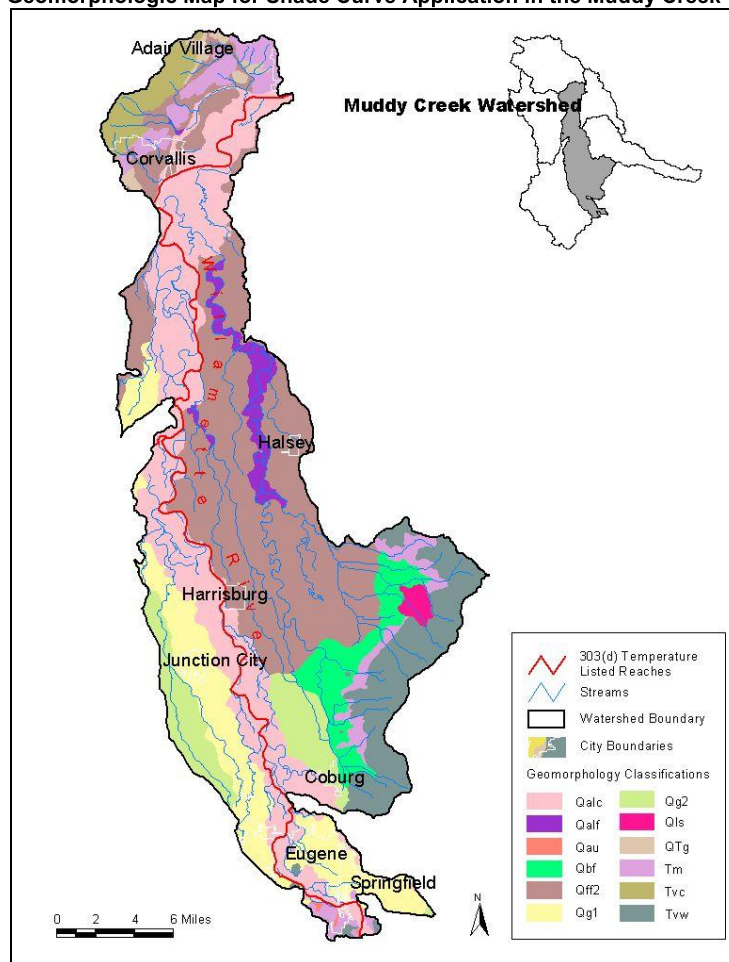 Geomorphologic Map for Shade Curve Application in the Muddy Creek
Adair Village
Muddy Creek Watershed
Corvallis
Willamette River
Halsey
Harrisburg
Junction City
Coburg
Eugene
Springfield
0 2 4 6 Miles
N
303(d) Temperature
Listed Reaches
Streams
Watershed Boundary
City Boundaries
Geomorphology Classifications
Qalc
Qalf
Qau
Qbf
Qff2
Qg1
Qg2
Qls
QTg
Tm
Tvc
Tvw